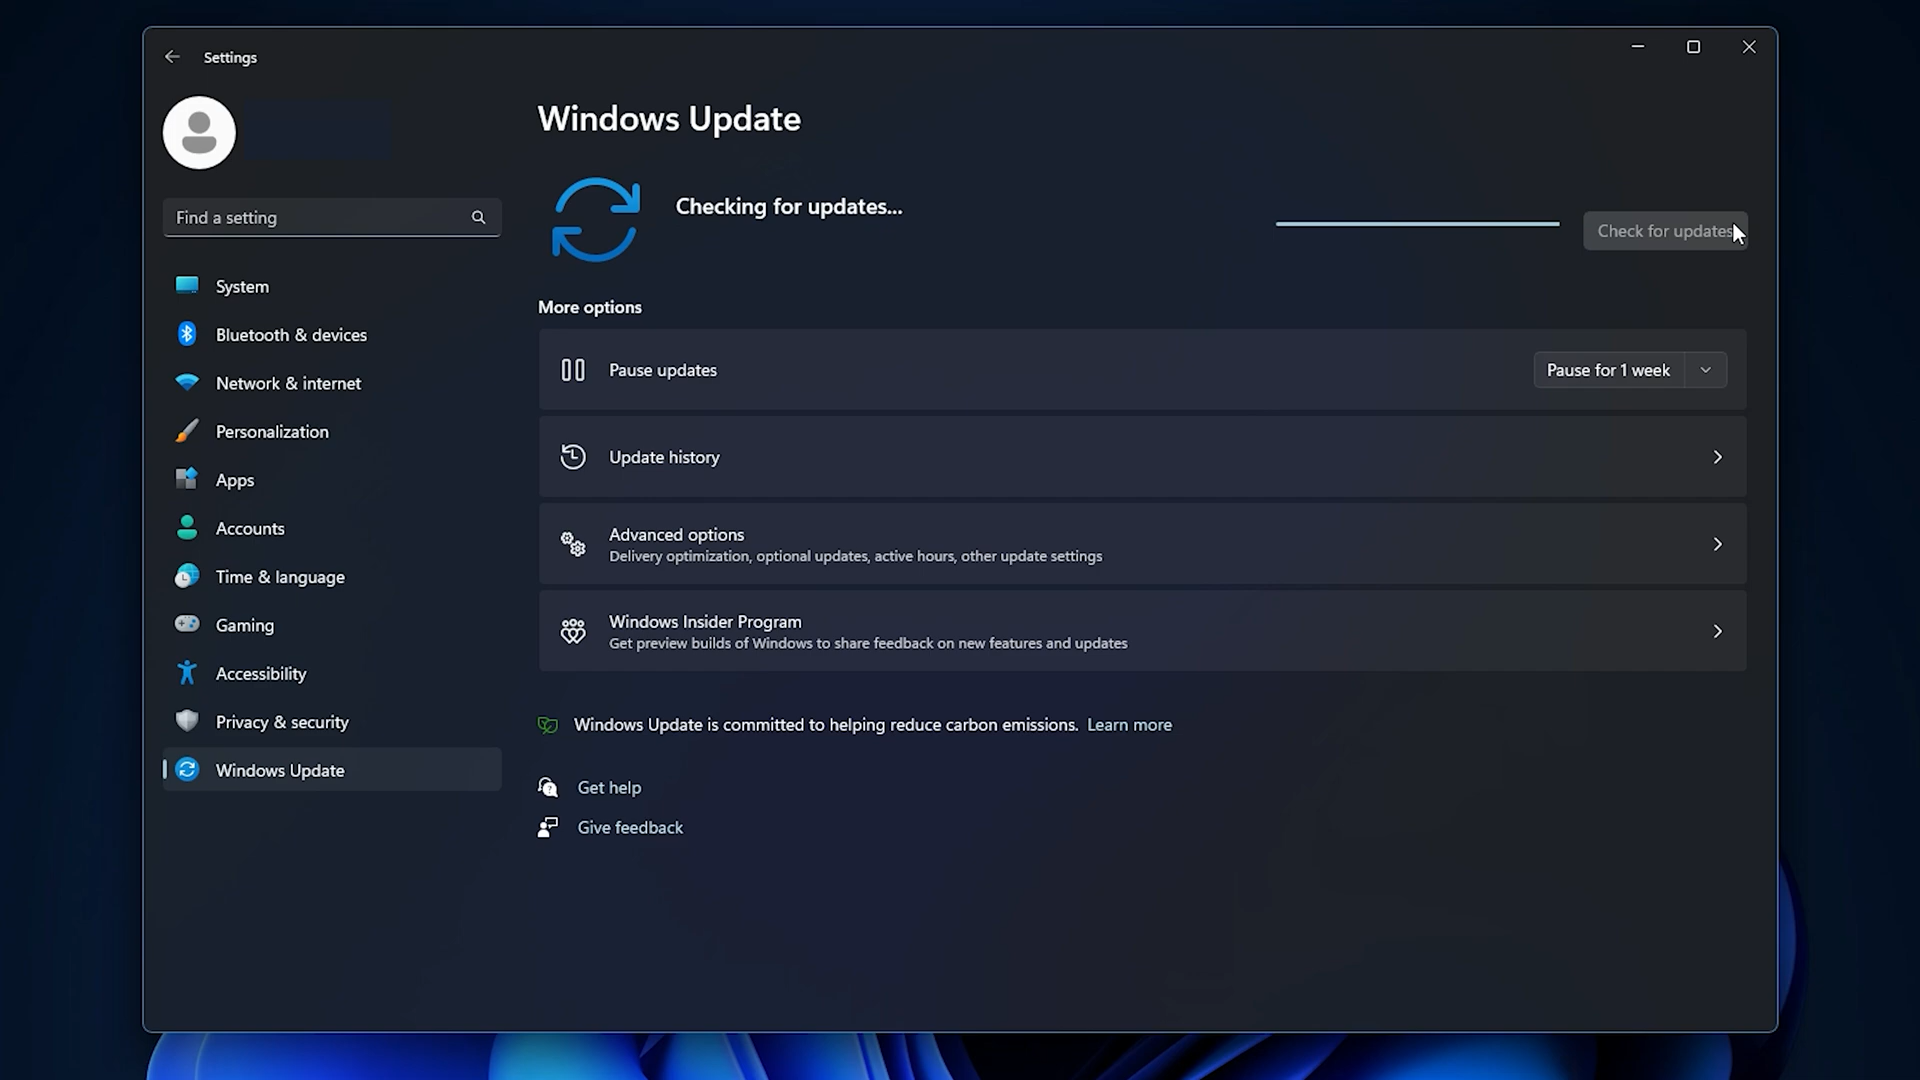 Settings
Find a setting
System
Bluetooth & devices
Network & internet
Personalization
Apps
Accounts
Time & language
Gaming
Accessibility
Privacy & security
Windows Update
Windows Update
Checking for updates...
Check for updates
More options
Pause updates
Pause for 1 week
Update history
Advanced options
Delivery optimization, optional updates, active hours, other update settings
Windows Insider Program
Get preview builds of Windows to share feedback on new features and updates
Windows Update is committed to helping reduce carbon emissions. Learn more
Get help
Give feedback